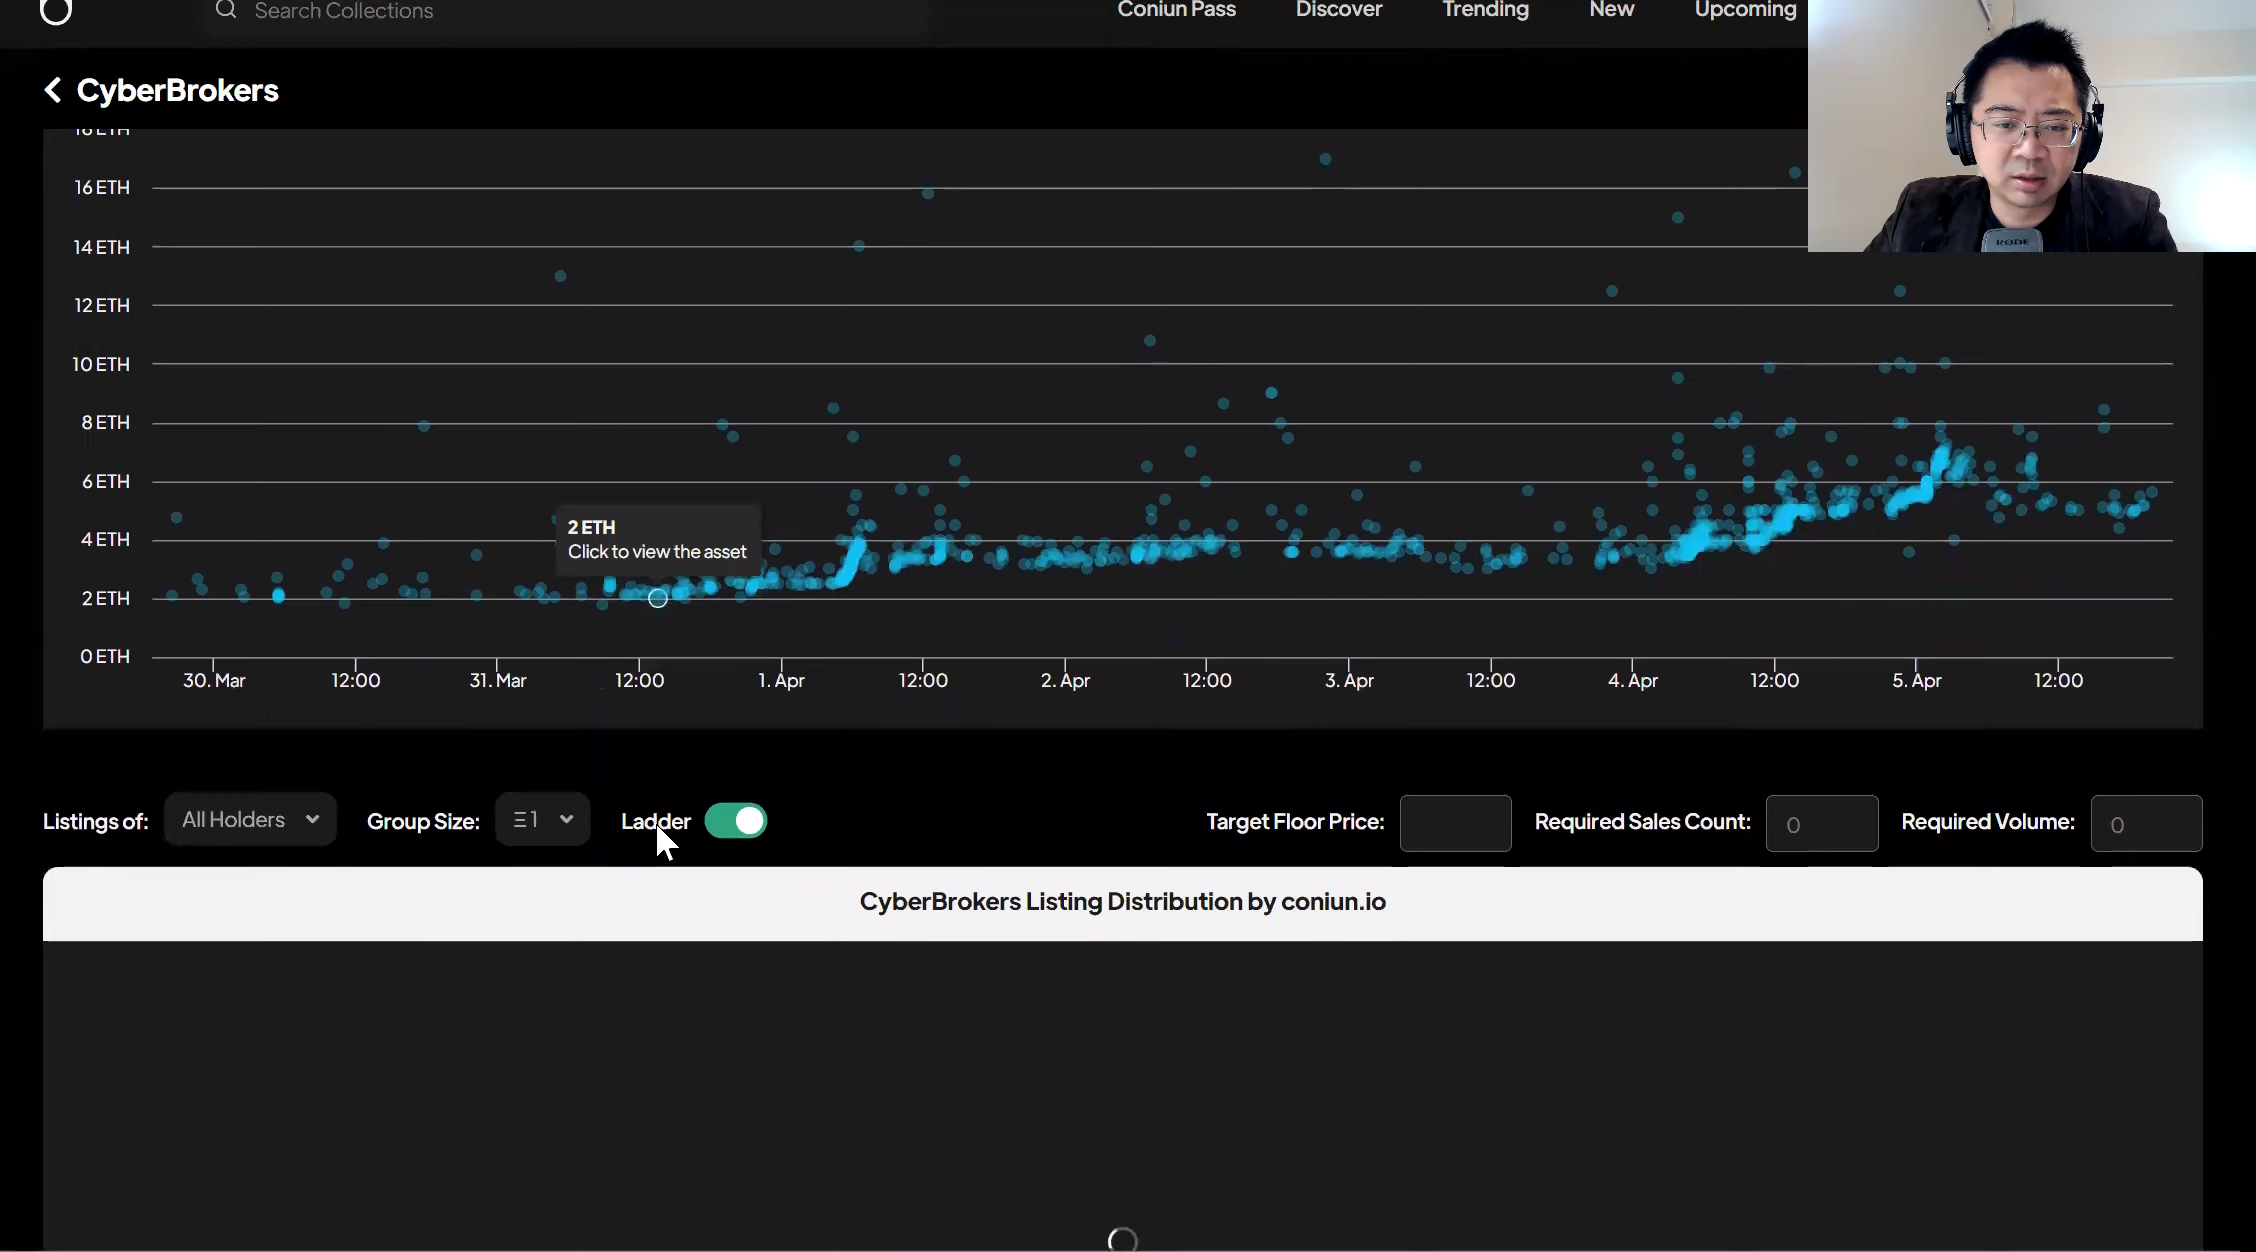 Search Collections
Coniun Pass
Discover
Trending
New
Upcoming
CyberBrokers
16 ETH
14 ETH
12 ETH
10 ETH
8 ETH
6 ETH
4 ETH
2 ETH
0 ETH
2 ETH
Click to view the asset
30. Mar
12:00
31. Mar
12:00
1. Apr
12:00
2. Apr
12:00
3. Apr
12:00
4. Apr
12:00
5. Apr
12:00
RODE
Listings of:
All Holders
Group Size:
1
Ladder
Target Floor Price:
Required Sales Count:
0
Required Volume:
0
CyberBrokers Listing Distribution by coniun.io